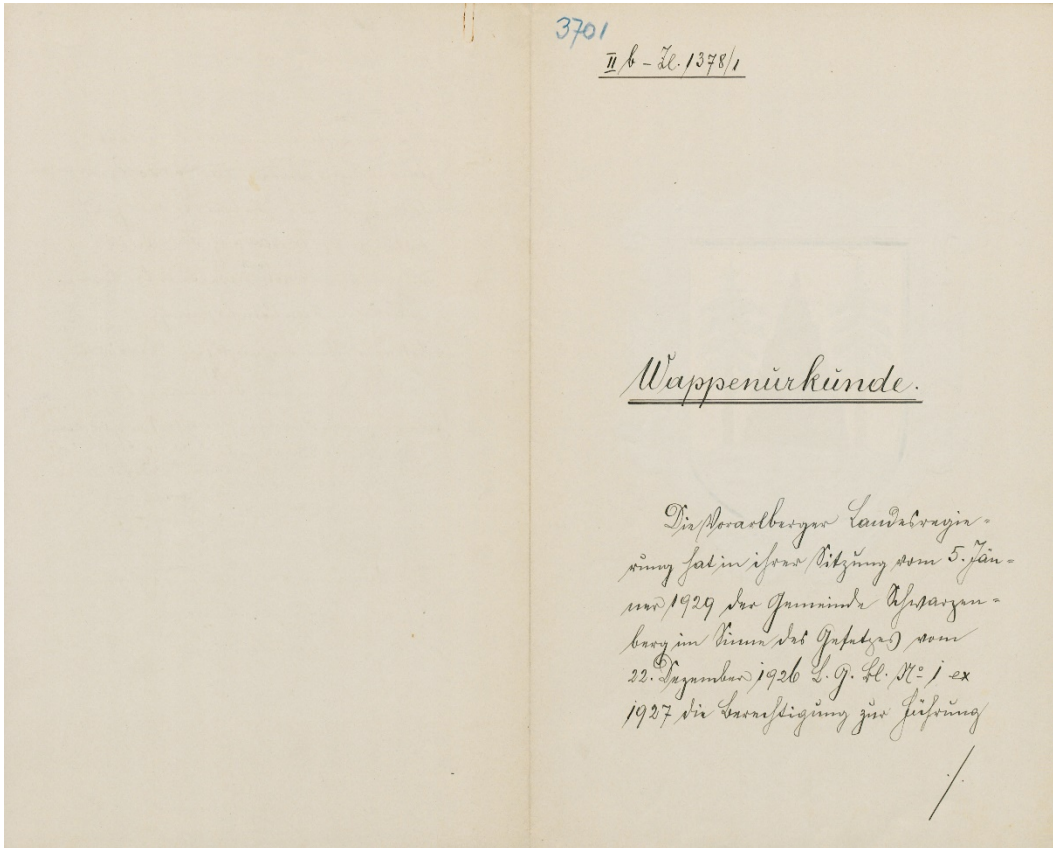 3701
II b - Zl. 1378/1
Wappenurkunde.
Die Vorarlberger Landesregie-
rung hat in ihrer Sitzung vom 5. Jän-
ner 1929 der Gemeinde Schwarzen-
berg im Sinne des Gesetzes vom
22. Dezember 1926 L. G. Bl. No 1 ex
1927 die Berechtigung zur Führung
./.